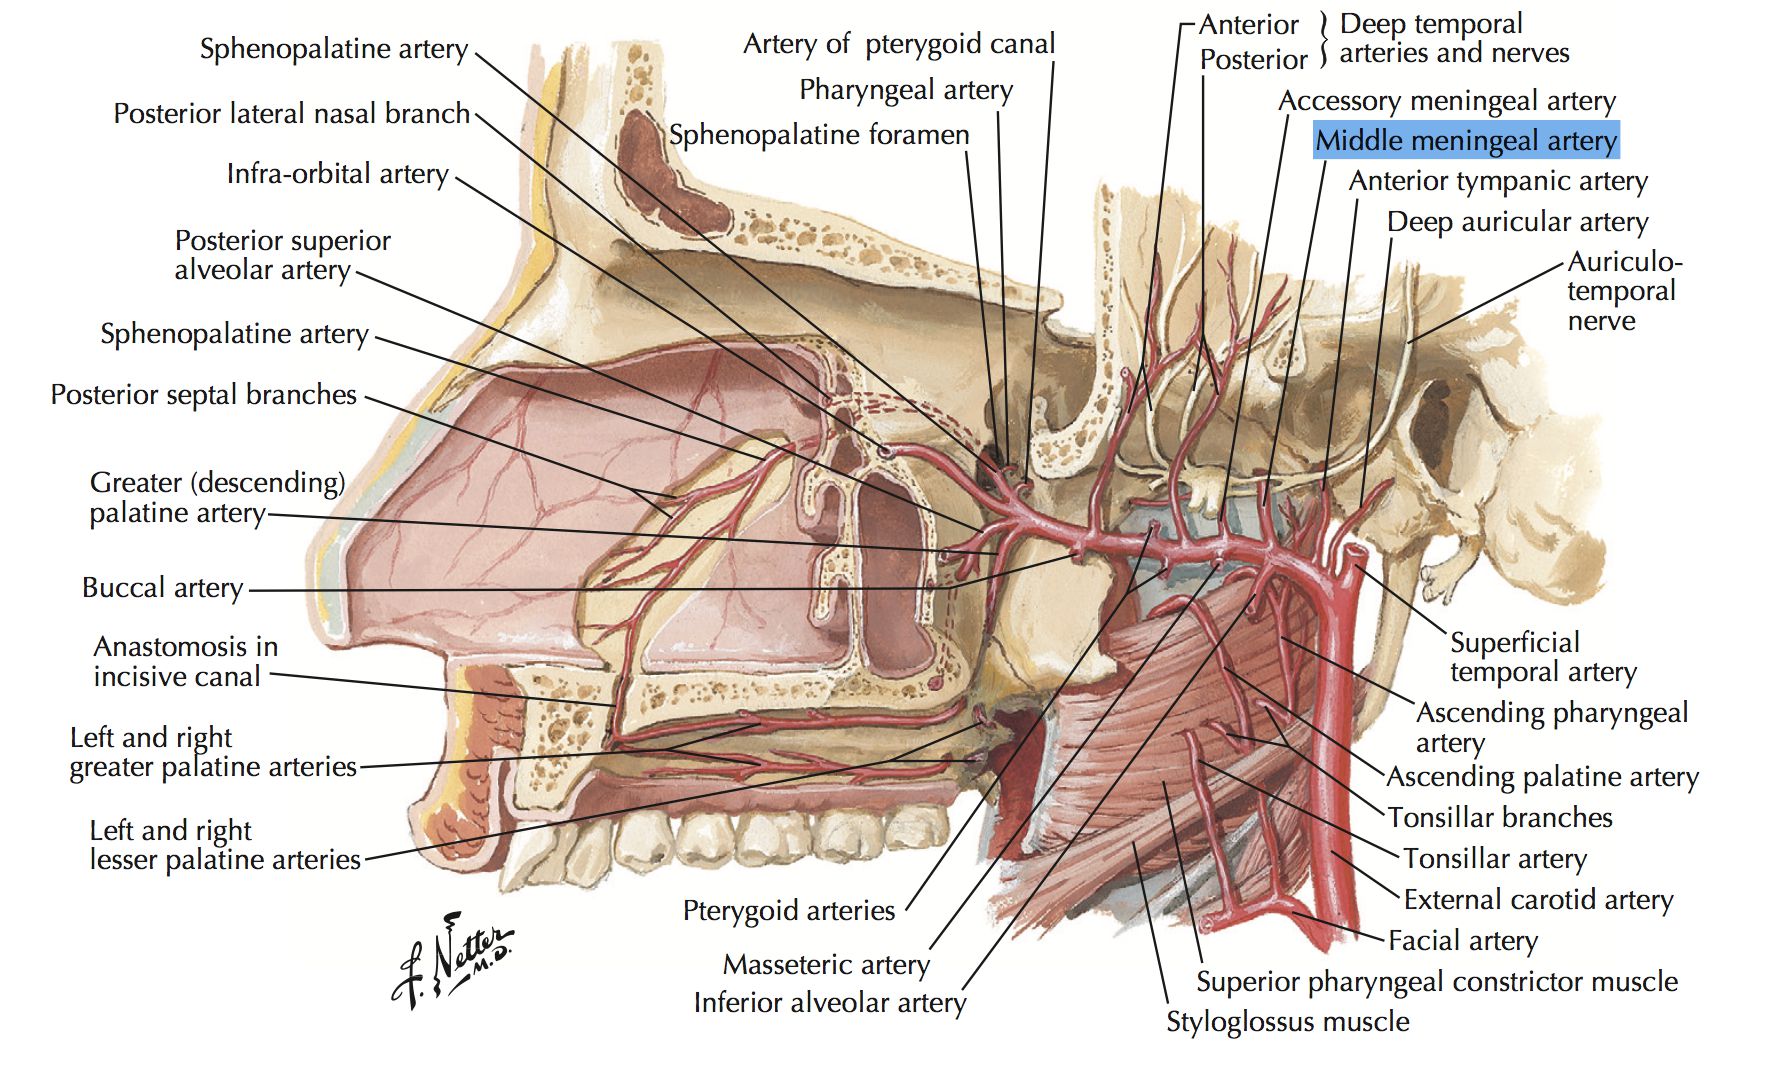 Sphenopalatine artery
Posterior lateral nasal branch
Infra-orbital artery
Posterior superior
alveolar artery
Sphenopalatine artery
Posterior septal branches
Greater (descending)
palatine artery
Buccal artery
Anastomosis in
incisive canal
Left and right
greater palatine arteries
Left and right
lesser palatine arteries
Artery of pterygoid canal
Pharyngeal artery
Sphenopalatine foramen
Anterior
Posterior
Deep temporal
arteries and nerves
Accessory meningeal artery
Middle meningeal artery
Anterior tympanic artery
Deep auricular artery
Auriculo-
temporal
nerve
Superficial
temporal artery
Ascending pharyngeal
artery
Ascending palatine artery
Tonsillar branches
Tonsillar artery
External carotid artery
Facial artery
Superior pharyngeal constrictor muscle
Styloglossus muscle
Pterygoid arteries
Masseteric artery
Inferior alveolar artery
F. Netter
M.D.